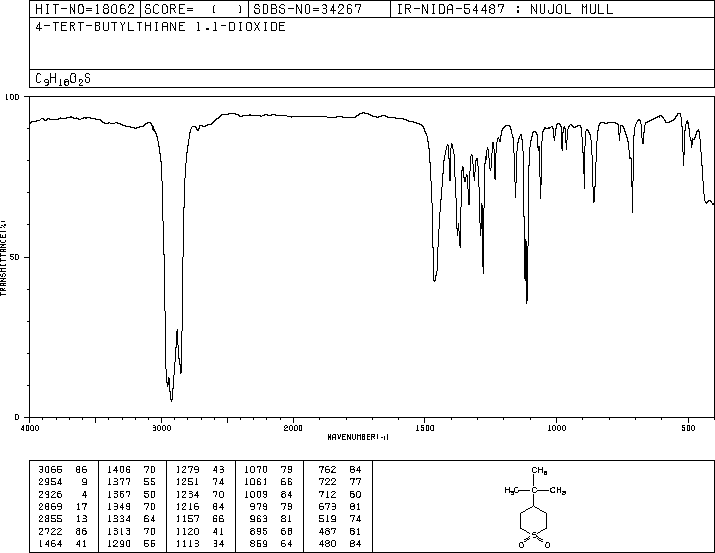 HIT-NO=18062 SCORE= ( ) SDBS-NO=34267 IR-NIDA-54487 : NUJOL MULL
4-TERT-BUTYLTHIANE 1,1-DIOXIDE
C9H18O2S
100
50
0
TRANSMITTANCE(%)
4000 3000 2000 1500 1000 500
WAVENUMBER(-1)
3066 86 1406 70 1279 43 1070 79 762 84
2954 9 1377 55 1251 74 1061 66 722 77
2926 4 1367 50 1234 70 1009 84 712 60
2869 17 1349 70 1216 84 979 79 673 81
2855 13 1334 64 1157 66 963 81 519 74
2722 86 1313 70 1120 41 895 68 487 81
1464 41 1290 55 1113 34 859 64 480 84
CH3
H3C C CH3
S
O O